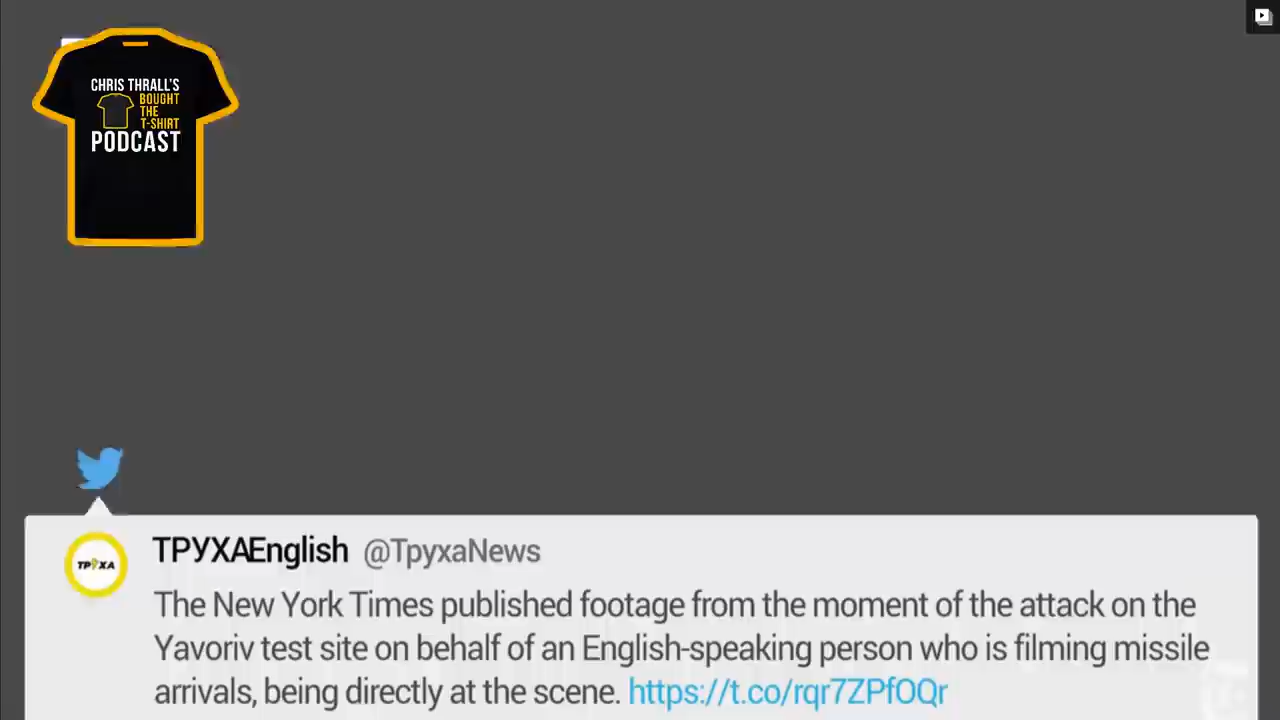 CHRIS THRALL'S
BOUGHT
THE
T-SHIRT
PODCAST
ТРУХАEnglish @TpyxaNews
ТРУХА
The New York Times published footage from the moment of the attack on the
Yavoriv test site on behalf of an English-speaking person who is filming missile
arrivals, being directly at the scene. https://t.co/rqr7ZPfOQr